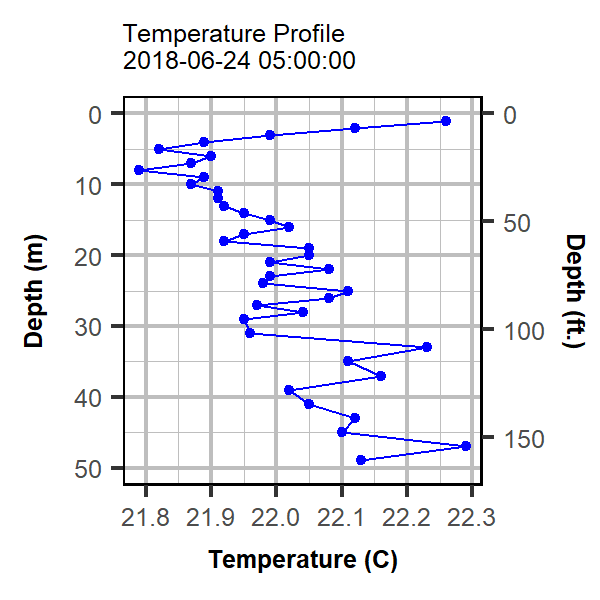 Temperature Profile
2018-06-24 05:00:00
0
10
20
30
40
50
Depth (m)
0
50
100
150
Depth (ft.)
21.8 21.9 22.0 22.1 22.2 22.3
Temperature (C)